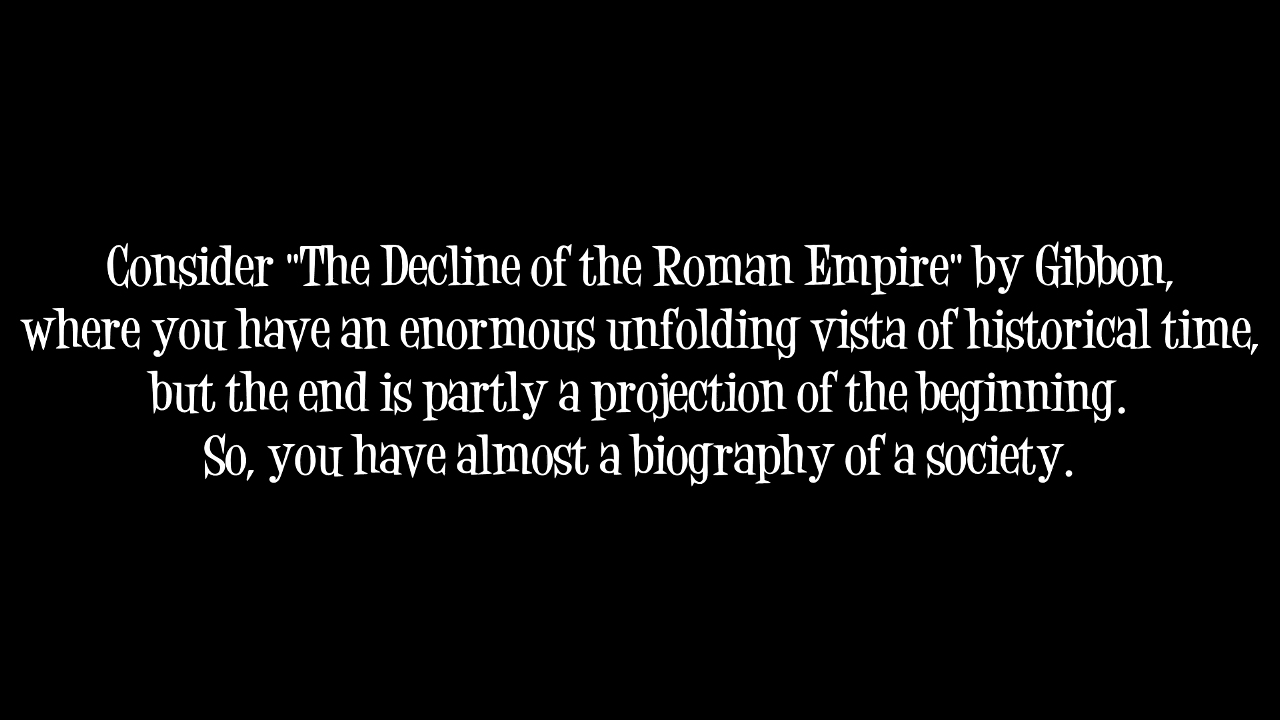 Consider "The Decline of the Roman Empire" by Gibbon,
where you have an enormous unfolding vista of historical time,
but the end is partly a projection of the beginning.
So, you have almost a biography of a society.